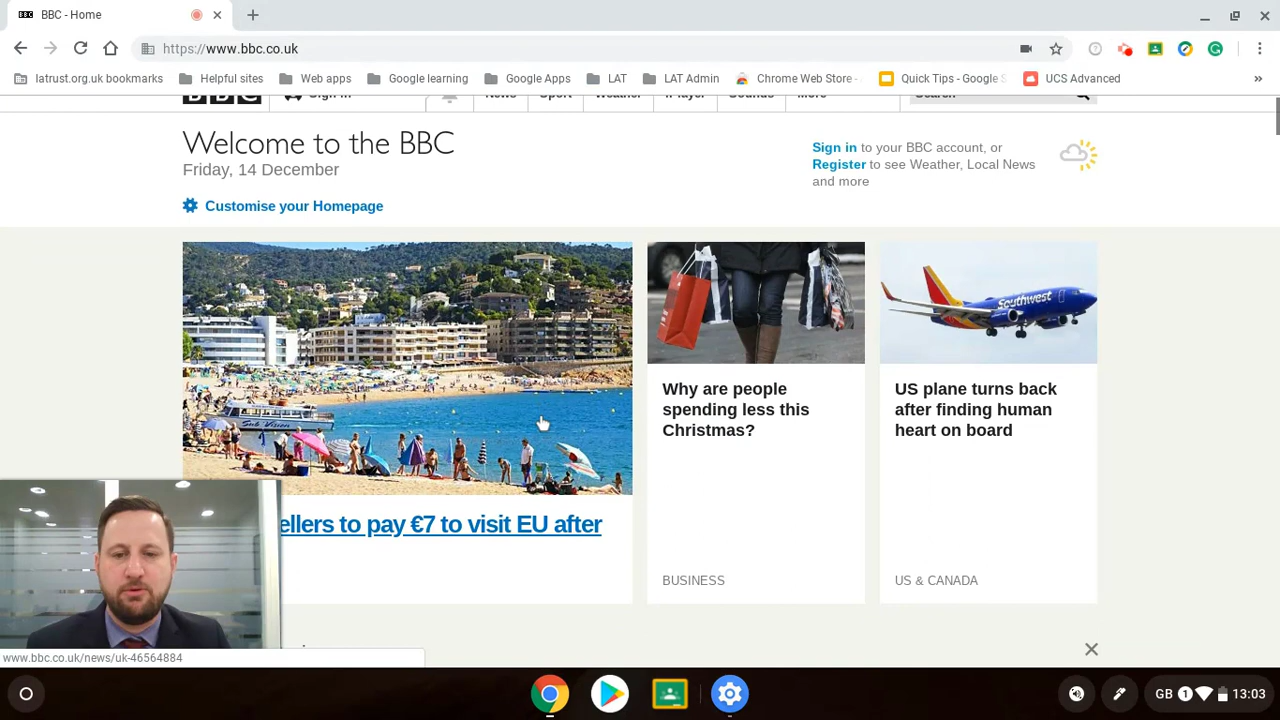 BBC - Home
https://www.bbc.co.uk
latrust.org.uk bookmarks
Helpful sites
Web apps
Google learning
Google Apps
LAT
LAT Admin
Chrome Web Store -
Quick Tips - Google S
UCS Advanced
»
BBC
Sign in
News
Sport
Weather
iPlayer
Sounds
More
Search
Welcome to the BBC
Friday, 14 December
Customise your Homepage
Sign in to your BBC account, or
Register to see Weather, Local News
and more
Southwest
Sub Vision
ellers to pay €7 to visit EU after
Why are people
spending less this
Christmas?
BUSINESS
US plane turns back
after finding human
heart on board
US & CANADA
www.bbc.co.uk/news/uk-46564884
GB 1 13:03